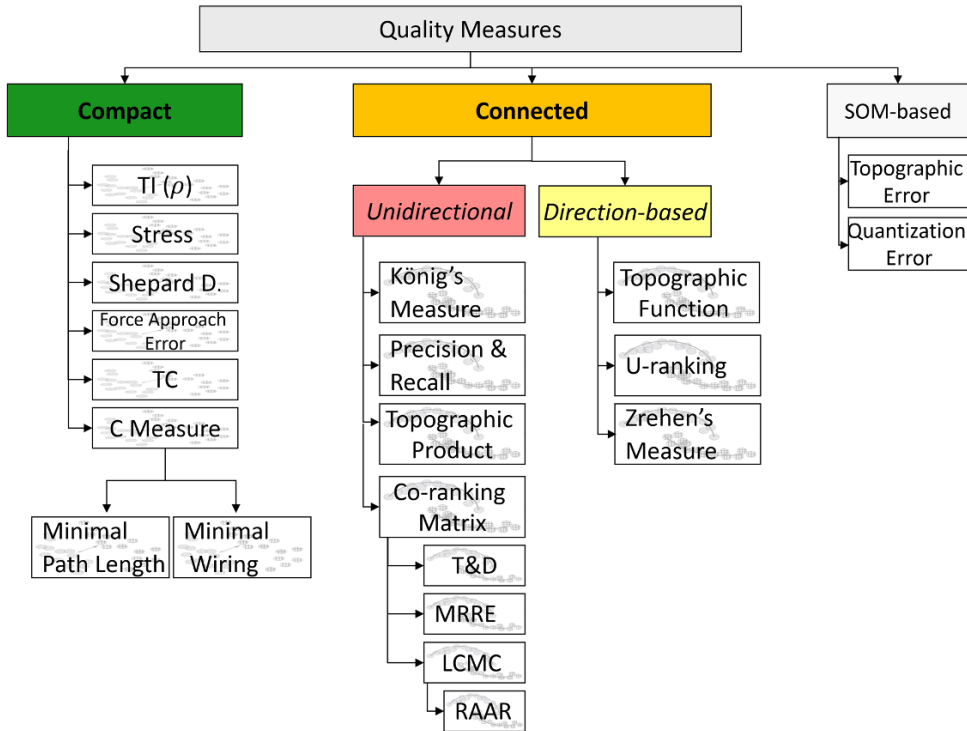 Quality Measures
Compact
Connected
SOM-based
TI (ρ)
Stress
Shepard D.
Force Approach
Error
TC
C Measure
Minimal
Path Length
Minimal
Wiring
Unidirectional
Direction-based
König's
Measure
Precision &
Recall
Topographic
Product
Co-ranking
Matrix
T&D
MRRE
LCMC
RAAR
Topographic
Function
U-ranking
Zrehen's
Measure
Topographic
Error
Quantization
Error